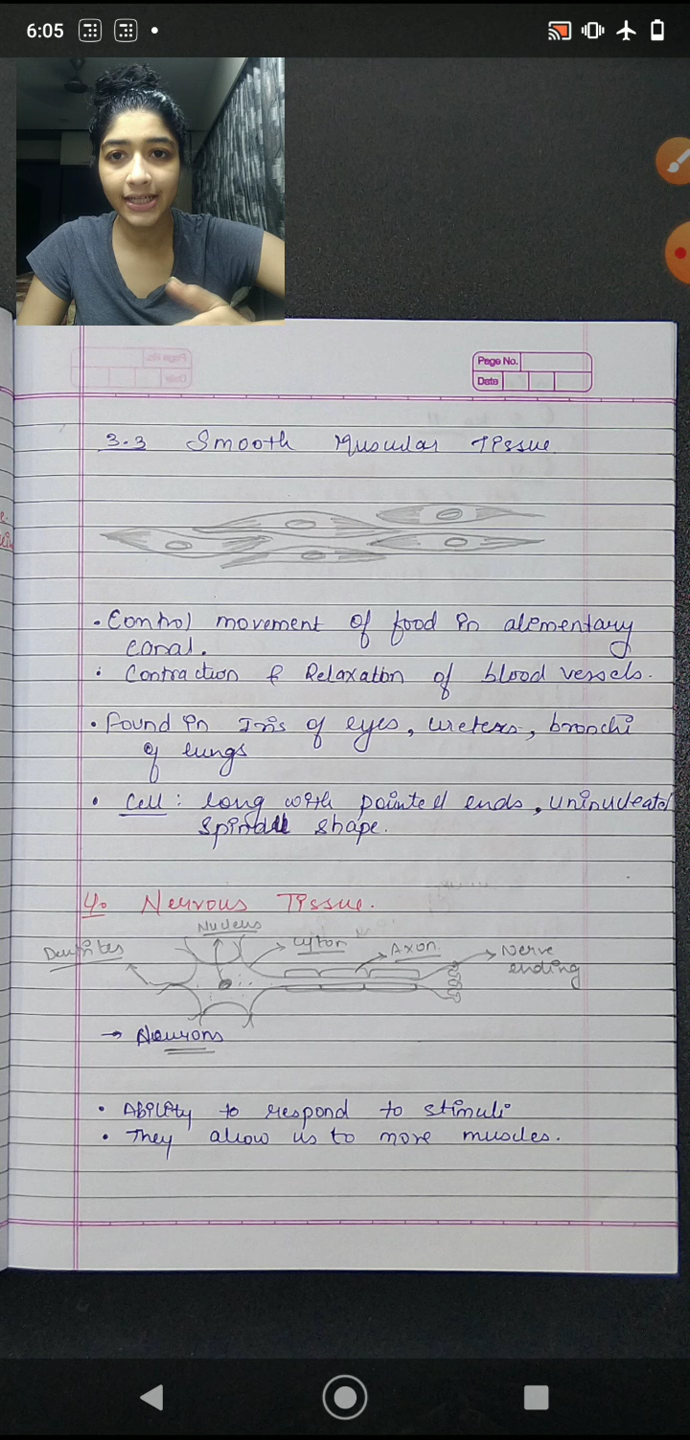 6:05
Page No.
Date
3.3 Smooth Muscular Tissue
• Control movement of food in alimentary
canal.
• Contraction & Relaxation of blood vessels.
• Found in Iris of eyes, ureters, bronchi
of lungs
• Cell: long with pointed ends, uninucleated
Spindle shape.
4. Nervous Tissue.
Nucleus
Dendrites
Cyton
Axon
Nerve
ending
→ Neurons
• Ability to respond to stimuli
• They allow us to move muscles.